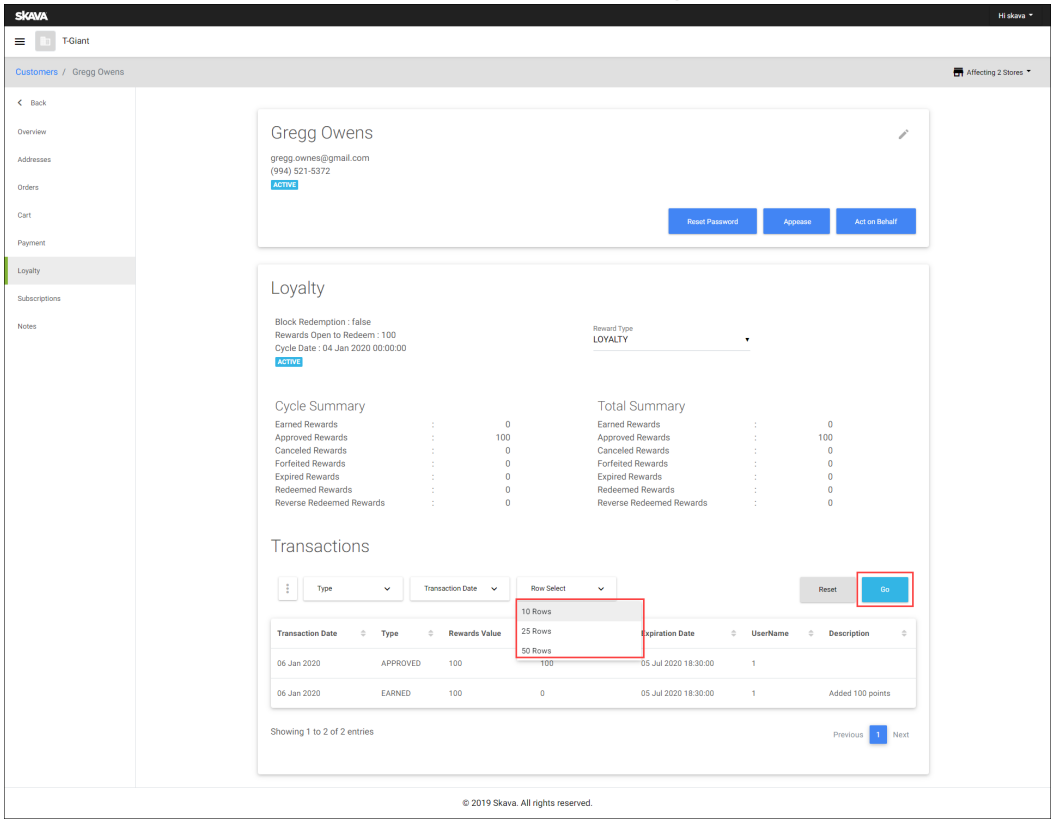 SKAVA
Hi skava
T-Giant
Customers / Gregg Owens
Affecting 2 Stores
Back
Overview
Addresses
Orders
Cart
Payment
Loyalty
Subscriptions
Notes
Gregg Owens
gregg.ownes@gmail.com
(994) 521-5372
ACTIVE
Reset Password Appease Act on Behalf
Loyalty
Block Redemption : false
Rewards Open to Redeem : 100
Cycle Date : 04 Jan 2020 00:00:00
ACTIVE
Reward Type
LOYALTY
Cycle Summary
Earned Rewards : 0
Approved Rewards : 100
Canceled Rewards : 0
Forfeited Rewards : 0
Expired Rewards : 0
Redeemed Rewards : 0
Reverse Redeemed Rewards : 0
Total Summary
Earned Rewards : 0
Approved Rewards : 100
Canceled Rewards : 0
Forfeited Rewards : 0
Expired Rewards : 0
Redeemed Rewards : 0
Reverse Redeemed Rewards : 0
Transactions
Type Transaction Date Row Select Reset Go
10 Rows
25 Rows
50 Rows
Transaction Date Type Rewards Value Expiration Date UserName Description
06 Jan 2020 APPROVED 100 100 05 Jul 2020 18:30:00 1
06 Jan 2020 EARNED 100 0 05 Jul 2020 18:30:00 1 Added 100 points
Showing 1 to 2 of 2 entries
Previous 1 Next
© 2019 Skava. All rights reserved.